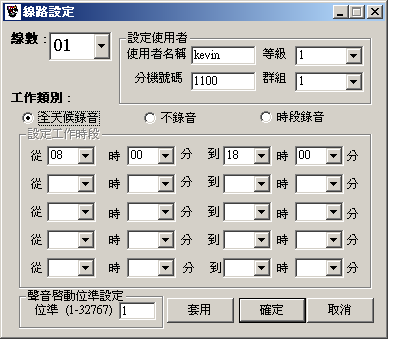 線路設定
線數：01
設定使用者
使用者名稱 kevin 等級 1
分機號碼 1100 群組 1
工作類別：
全天候錄音 不錄音 時段錄音
設定工作時段
從 08 時 00 分 到 18 時 00 分
從 時 分 到 時 分
從 時 分 到 時 分
從 時 分 到 時 分
從 時 分 到 時 分
聲音啓動位準設定
位準 (1-32767) 1
套用 確定 取消